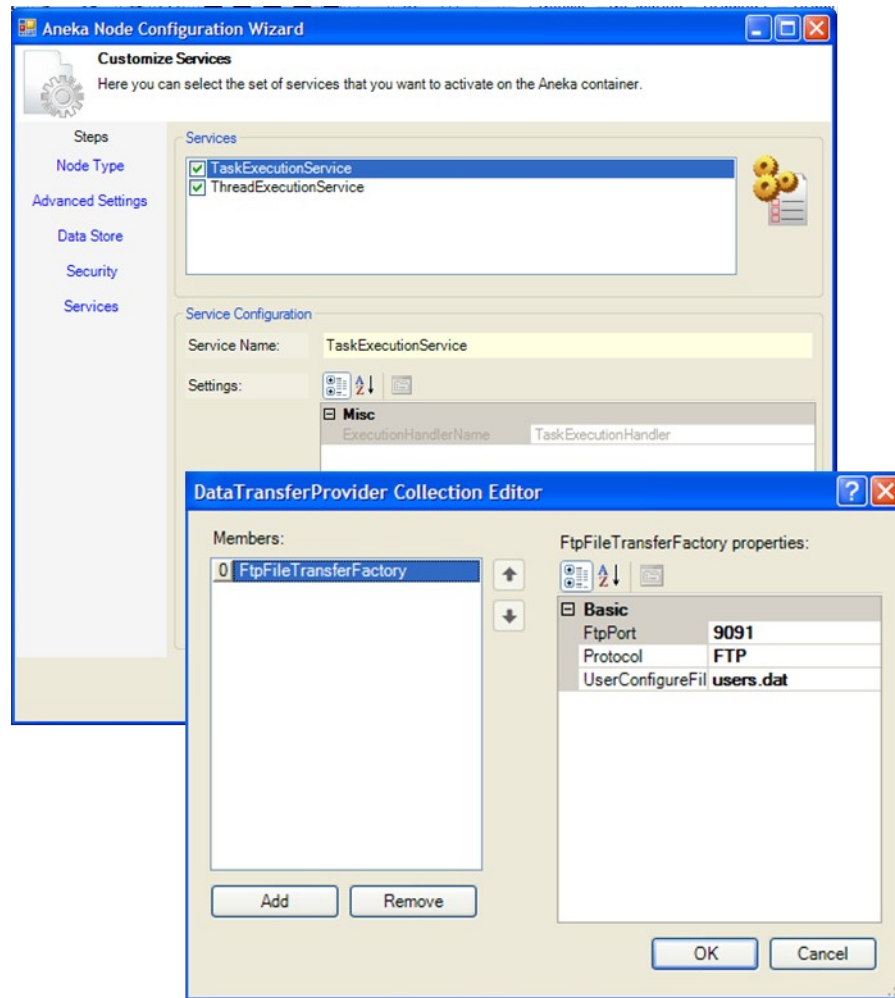 Aneka Node Configuration Wizard
Customize Services
Here you can select the set of services that you want to activate on the Aneka container.
Steps
Node Type
Advanced Settings
Data Store
Security
Services
Services
TaskExecutionService
ThreadExecutionService
Service Configuration
Service Name: TaskExecutionService
Settings:
Misc
ExecutionHandlerName TaskExecutionHandler
DataTransferProvider Collection Editor
Members:
0 FtpFileTransferFactory
Add Remove
FtpFileTransferFactory properties:
Basic
FtpPort 9091
Protocol FTP
UserConfigureFil users.dat
OK Cancel